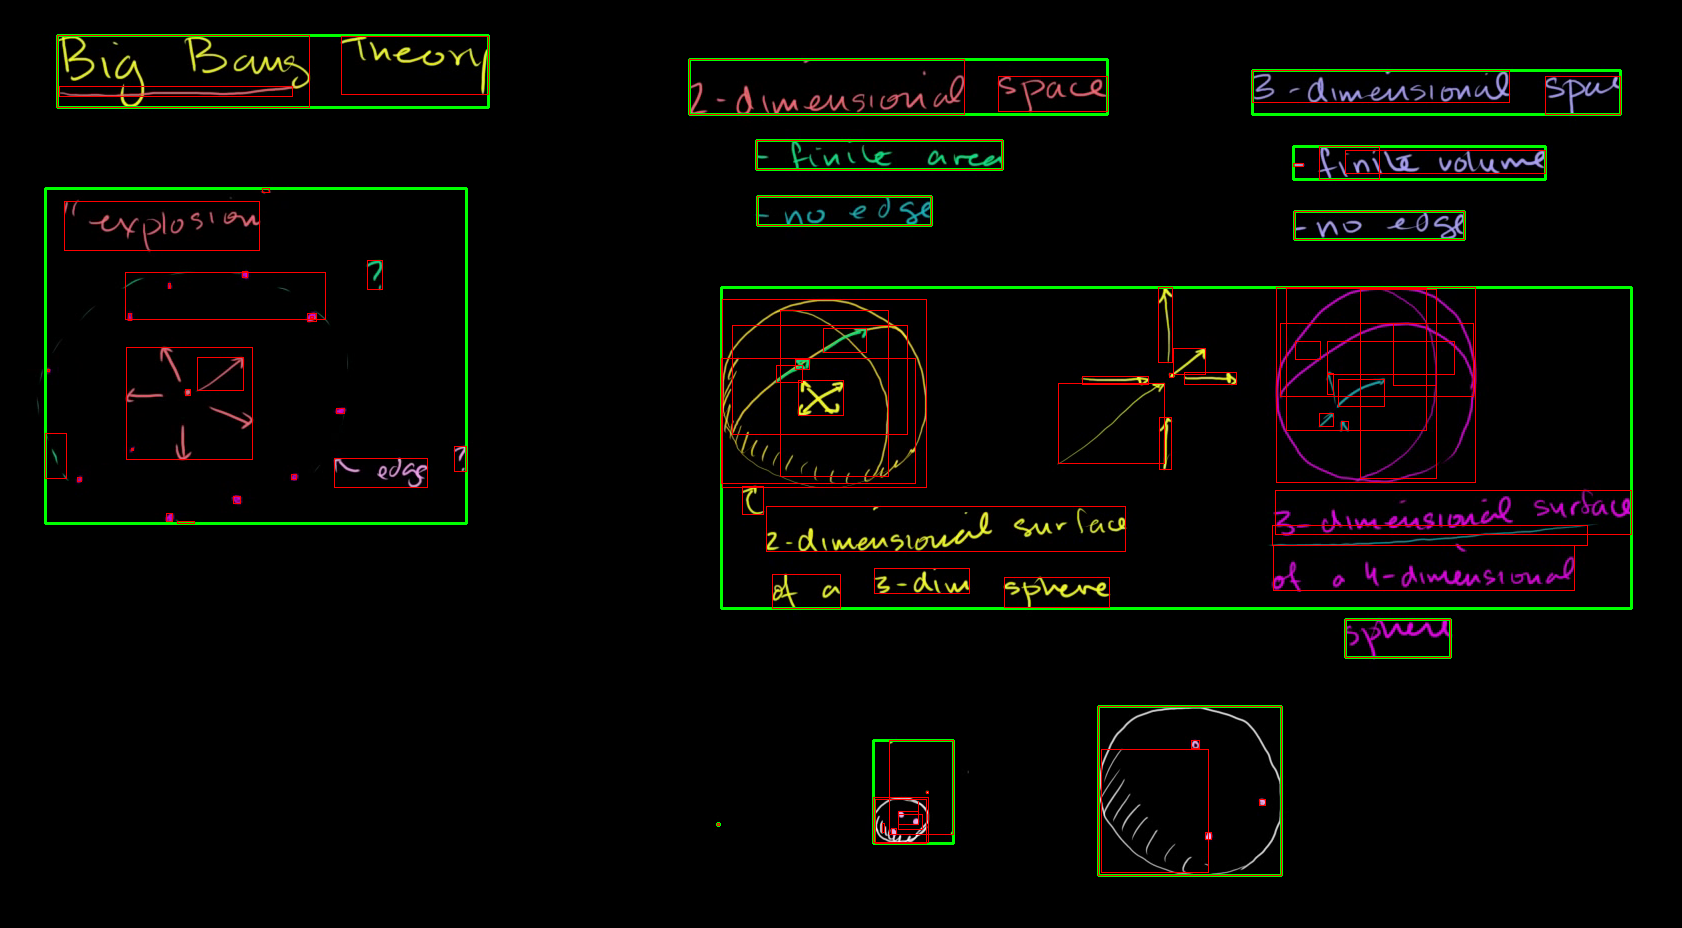 Big Bang Theory
"explosion
?
edge
?
2-dimensional space
- finite area
- no edge
2-dimensional surface
of a 3-dim sphere
3-dimensional spac
- finite volume
- no edge
3-dimensional surface
of a 4-dimensional
sphere